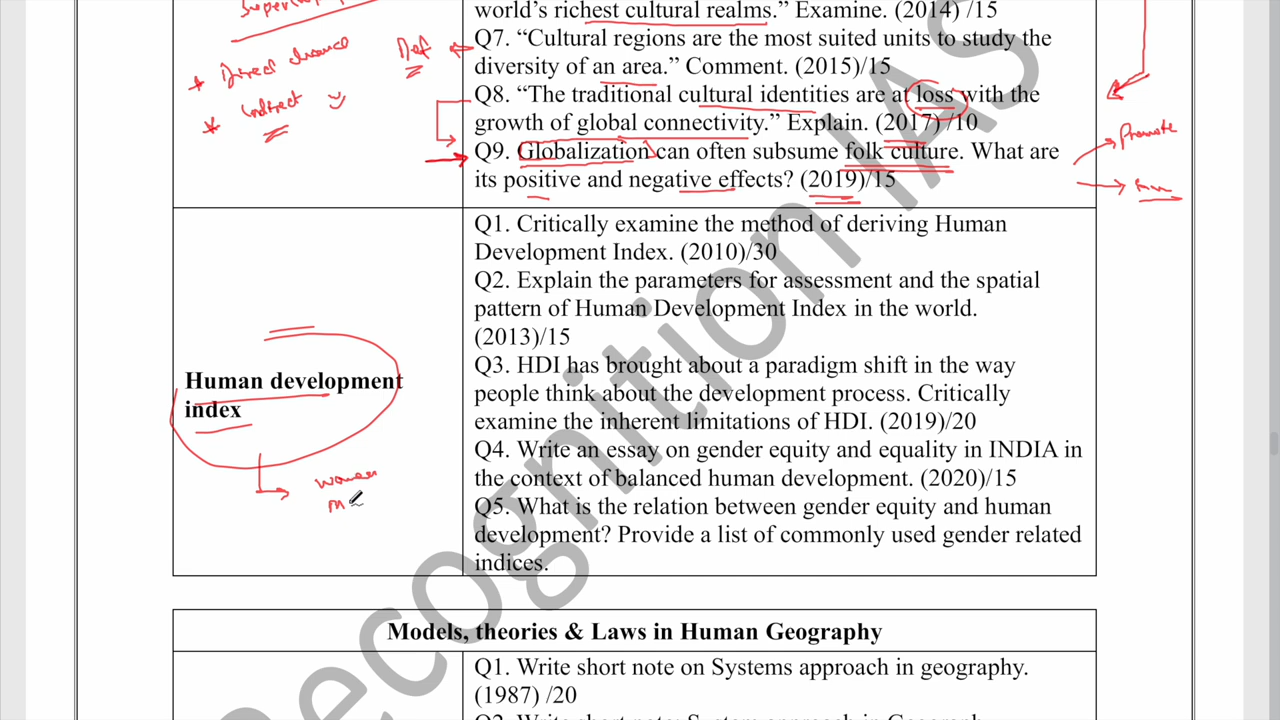 world's richest cultural realms." Examine. (2014) /15
Q7. "Cultural regions are the most suited units to study the
diversity of an area." Comment. (2015)/15
Q8. "The traditional cultural identities are at loss with the
growth of global connectivity." Explain. (2017) /10
Q9. Globalization can often subsume folk culture. What are
its positive and negative effects? (2019)/15
* Direct
* Indirect
Def
Promote
Human development
index
women
m
Q1. Critically examine the method of deriving Human
Development Index. (2010)/30
Q2. Explain the parameters for assessment and the spatial
pattern of Human Development Index in the world.
(2013)/15
Q3. HDI has brought about a paradigm shift in the way
people think about the development process. Critically
examine the inherent limitations of HDI. (2019)/20
Q4. Write an essay on gender equity and equality in INDIA in
the context of balanced human development. (2020)/15
Q5. What is the relation between gender equity and human
development? Provide a list of commonly used gender related
indices.
Models, theories & Laws in Human Geography
Q1. Write short note on Systems approach in geography.
(1987) /20
Recognition IAS